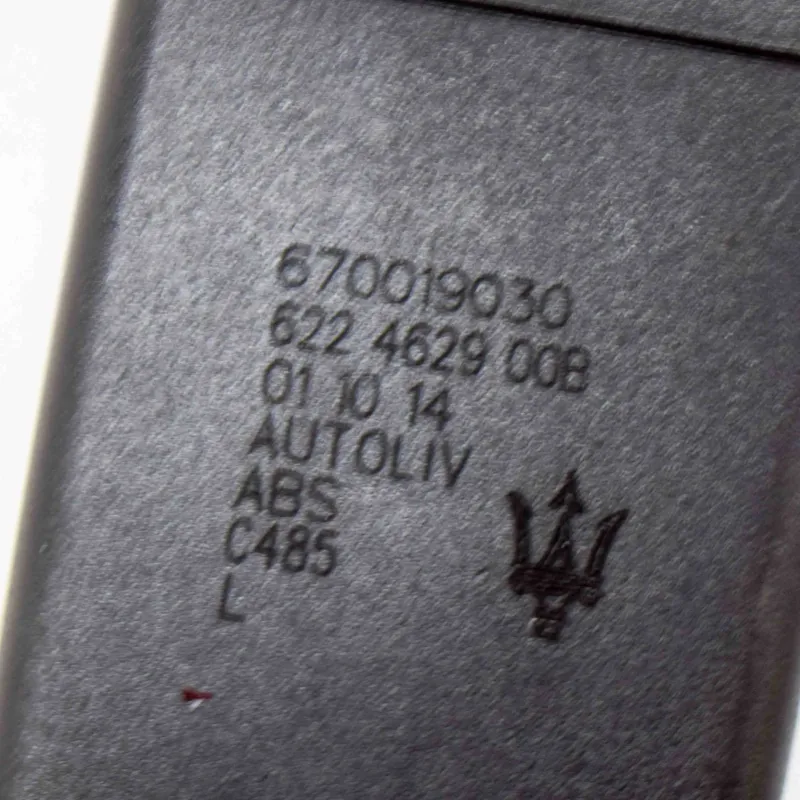 670019030
622 4629 00B
01 10 14
AUTOLIV
ABS
C485
L